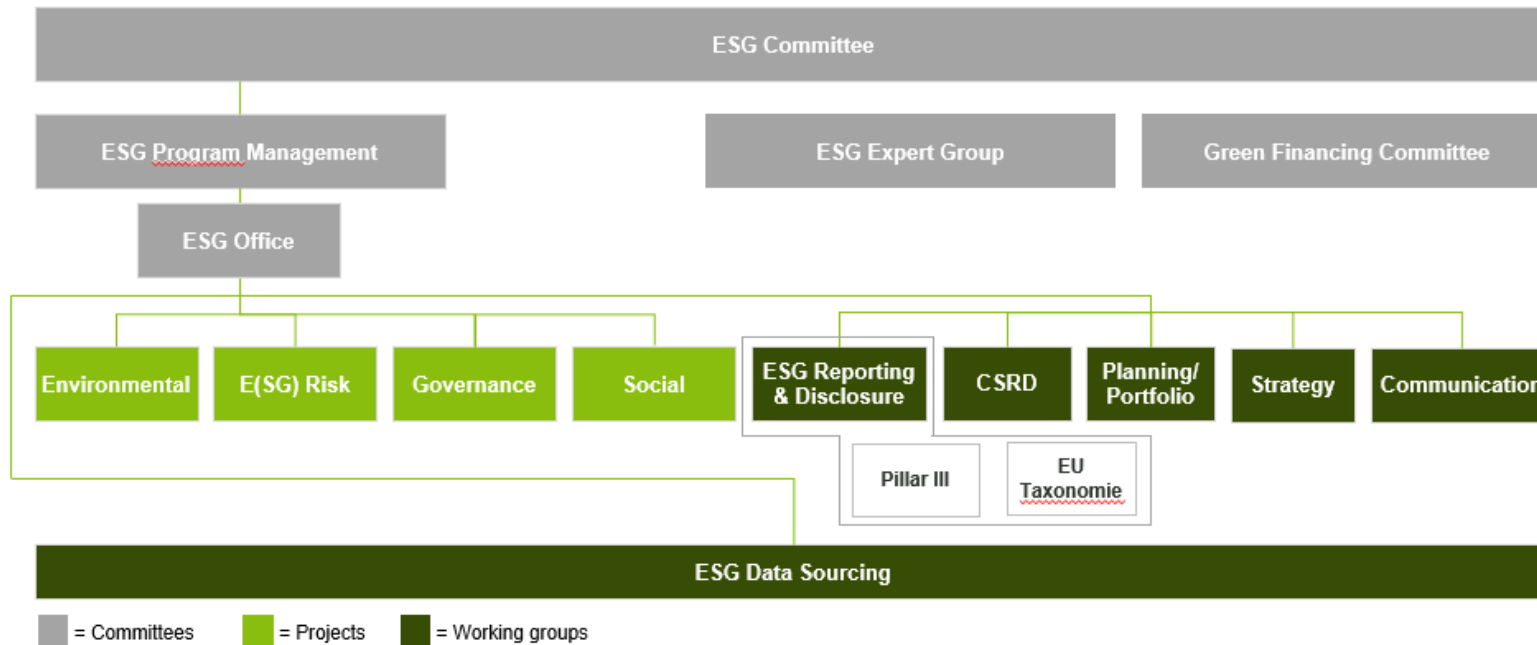 ESG Committee
ESG Program Management
ESG Expert Group
Green Financing Committee
ESG Office
Environmental
E(SG) Risk
Governance
Social
ESG Reporting
& Disclosure
CSRD
Planning/
Portfolio
Strategy
Communication
Pillar III
EU
Taxonomie
ESG Data Sourcing
= Committees
= Projects
= Working groups